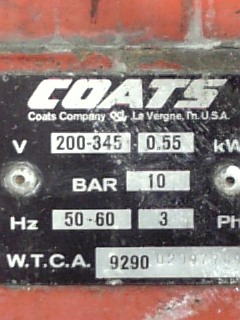 COATS
Coats Company La Vergne, Tn. U.S.A.
V 200-345 0.55 kW
BAR 10
Hz 50-60 3 Ph
W.T.C.A. 9290